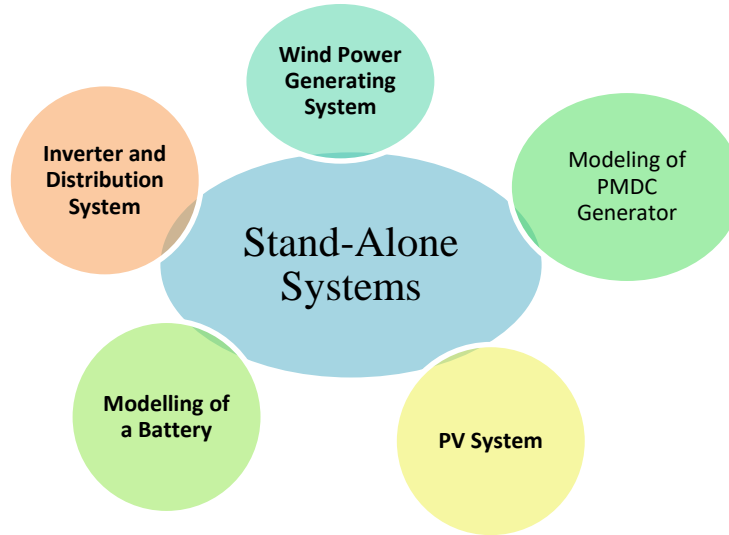 Wind Power
Generating
System
Inverter and
Distribution
System
Modeling of
PMDC
Generator
Stand-Alone
Systems
Modelling of
a Battery
PV System